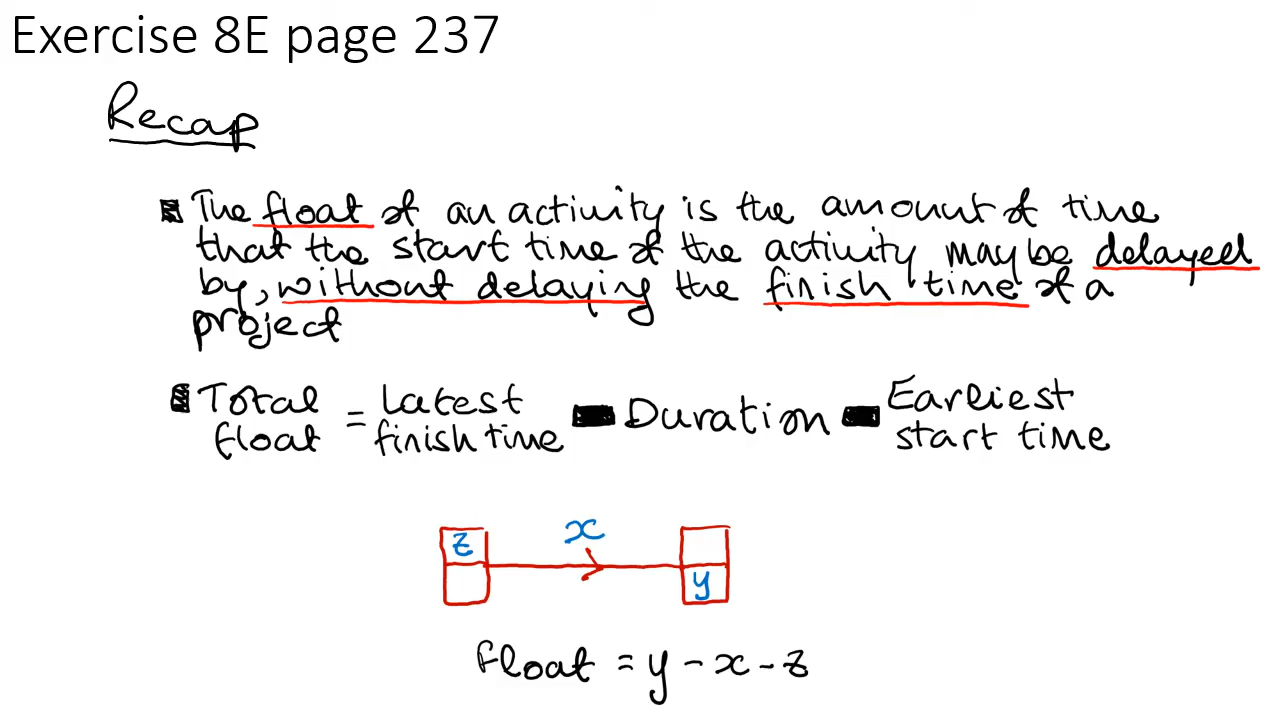 Exercise 8E page 237
Recap
The float of an activity is the amount of time
that the start time of the activity may be delayed
by, without delaying the finish time of a
project
Total float = Latest finish time - Duration - Earliest start time
x
z
y
float = y - x - z